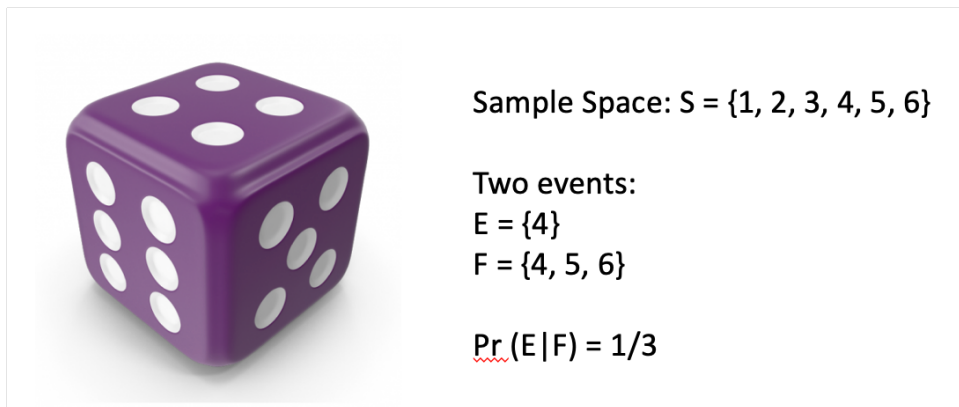 Sample Space: S = {1, 2, 3, 4, 5, 6}
Two events:
E = {4}
F = {4, 5, 6}
Pr (E|F) = 1/3